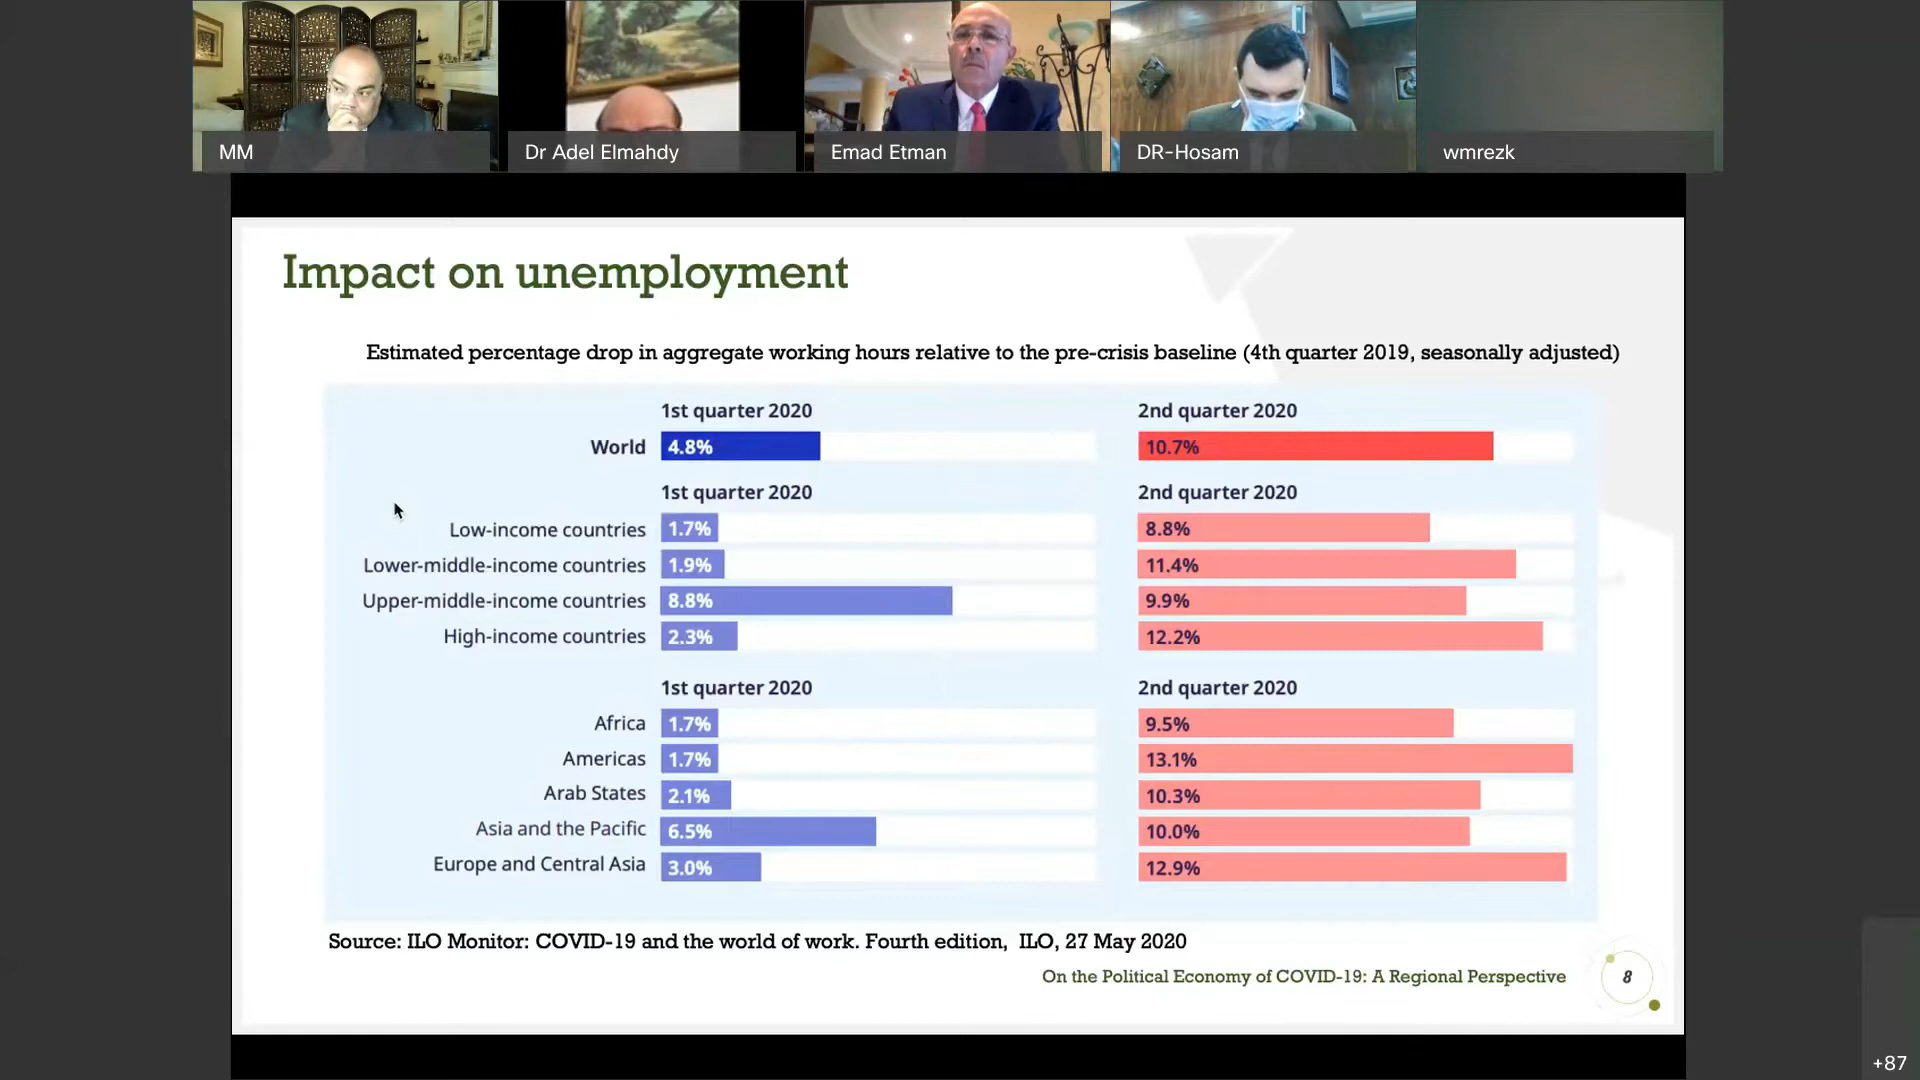 MM
Dr Adel Elmahdy
Emad Etman
DR-Hosam
wmrezk
Impact on unemployment
Estimated percentage drop in aggregate working hours relative to the pre-crisis baseline (4th quarter 2019, seasonally adjusted)
1st quarter 2020 2nd quarter 2020
World 4.8% 10.7%
1st quarter 2020 2nd quarter 2020
Low-income countries 1.7% 8.8%
Lower-middle-income countries 1.9% 11.4%
Upper-middle-income countries 8.8% 9.9%
High-income countries 2.3% 12.2%
1st quarter 2020 2nd quarter 2020
Africa 1.7% 9.5%
Americas 1.7% 13.1%
Arab States 2.1% 10.3%
Asia and the Pacific 6.5% 10.0%
Europe and Central Asia 3.0% 12.9%
Source: ILO Monitor: COVID-19 and the world of work. Fourth edition, ILO, 27 May 2020
On the Political Economy of COVID-19: A Regional Perspective
8
+87